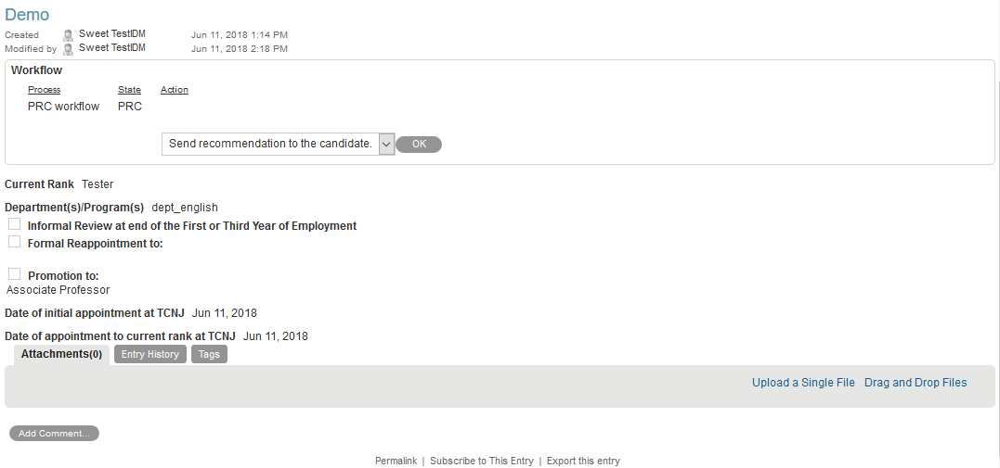 Demo
Created Sweet TestIDM Jun 11, 2018 1:14 PM
Modified by Sweet TestIDM Jun 11, 2018 2:18 PM
Workflow
Process State Action
PRC workflow PRC
Send recommendation to the candidate. OK
Current Rank Tester
Department(s)/Program(s) dept_english
Informal Review at end of the First or Third Year of Employment
Formal Reappointment to:
Promotion to:
Associate Professor
Date of initial appointment at TCNJ Jun 11, 2018
Date of appointment to current rank at TCNJ Jun 11, 2018
Attachments(0) Entry History Tags
Upload a Single File Drag and Drop Files
Add Comment...
Permalink | Subscribe to This Entry | Export this entry